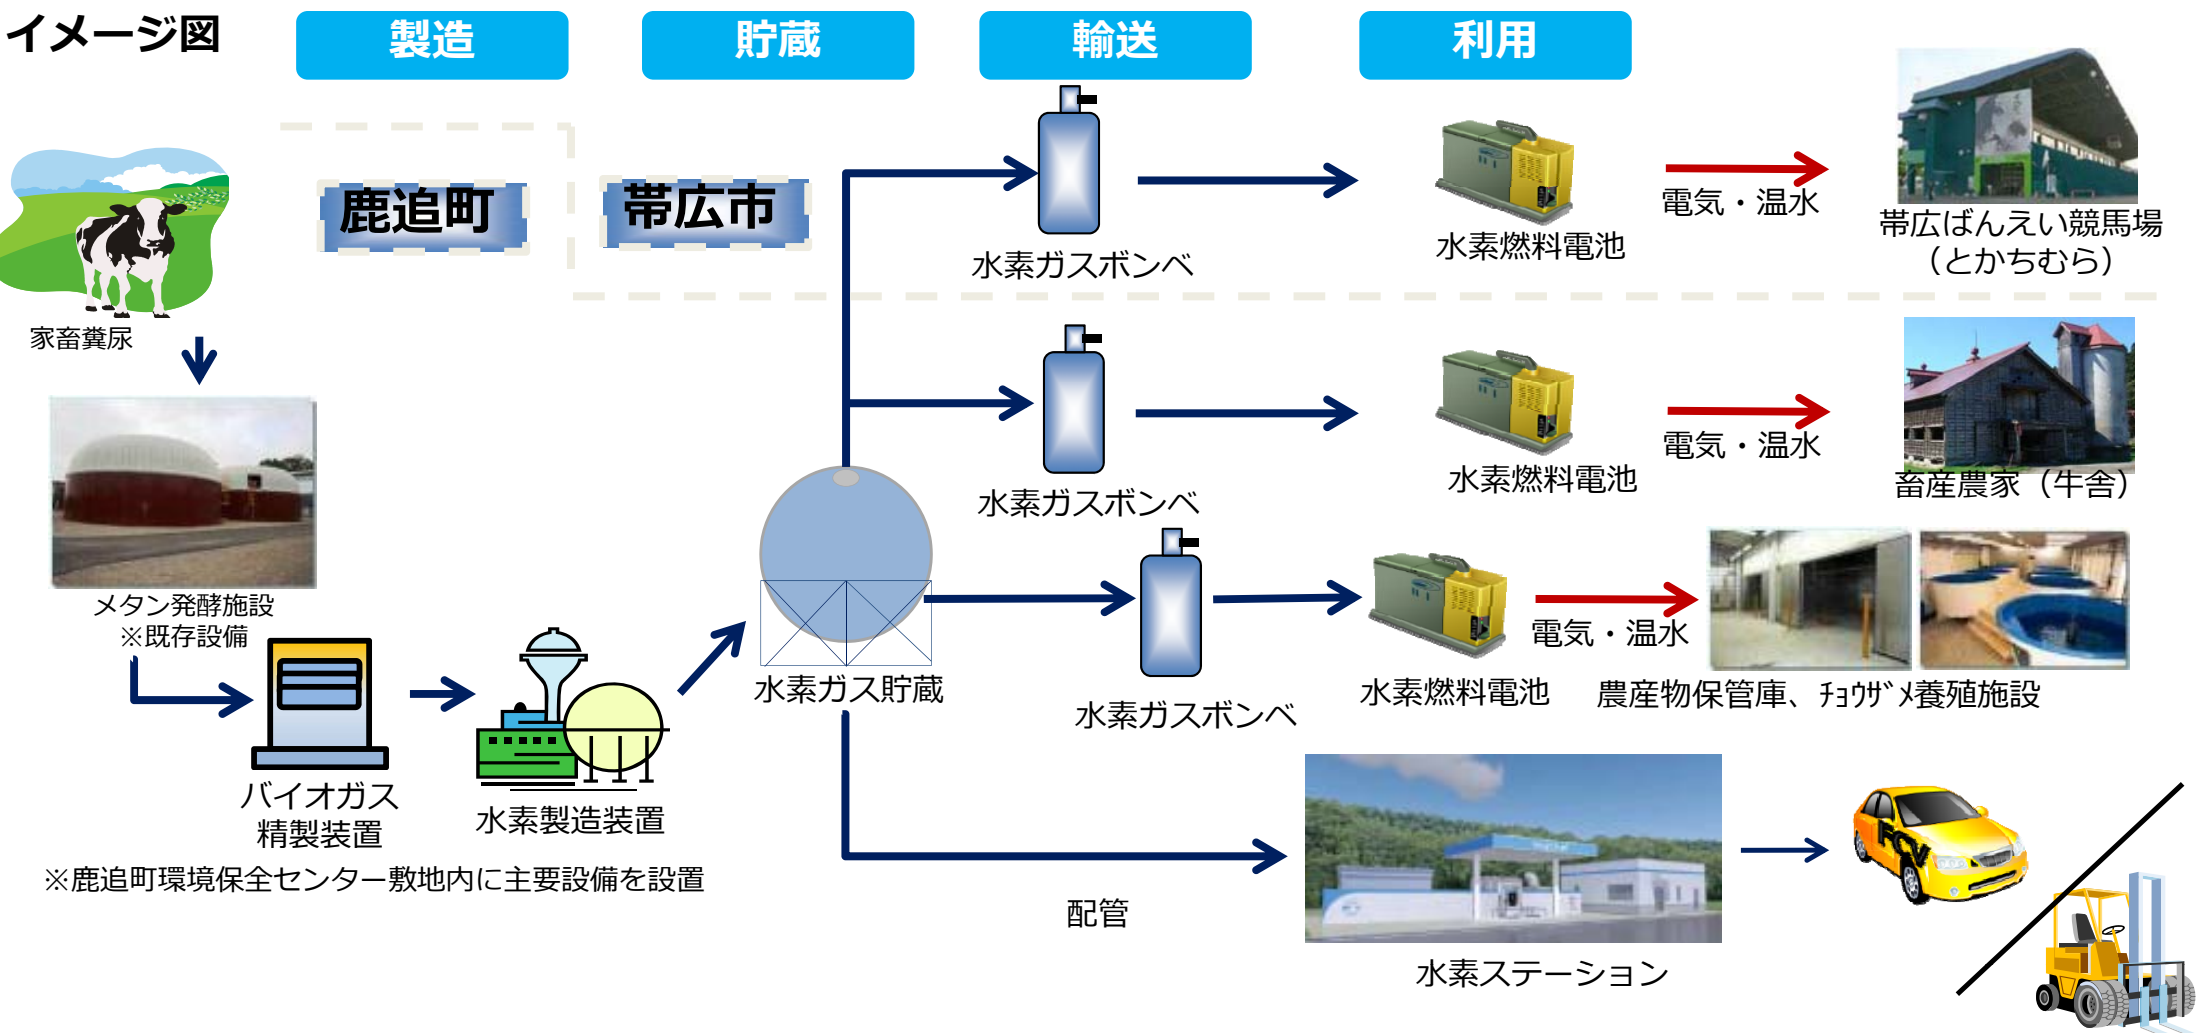 イメージ図
製造
貯蔵
輸送
利用
鹿追町
帯広市
水素ガスボンベ
水素燃料電池
電気・温水
帯広ばんえい競馬場
（とかちむら）
家畜糞尿
水素ガスボンベ
水素燃料電池
電気・温水
畜産農家（牛舎）
メタン発酵施設
※既存設備
水素ガス貯蔵
水素ガスボンベ
水素燃料電池
電気・温水
農産物保管庫、ﾁｮｳｻﾞﾒ養殖施設
バイオガス
精製装置
水素製造装置
※鹿追町環境保全センター敷地内に主要設備を設置
配管
水素ステーション
FCV